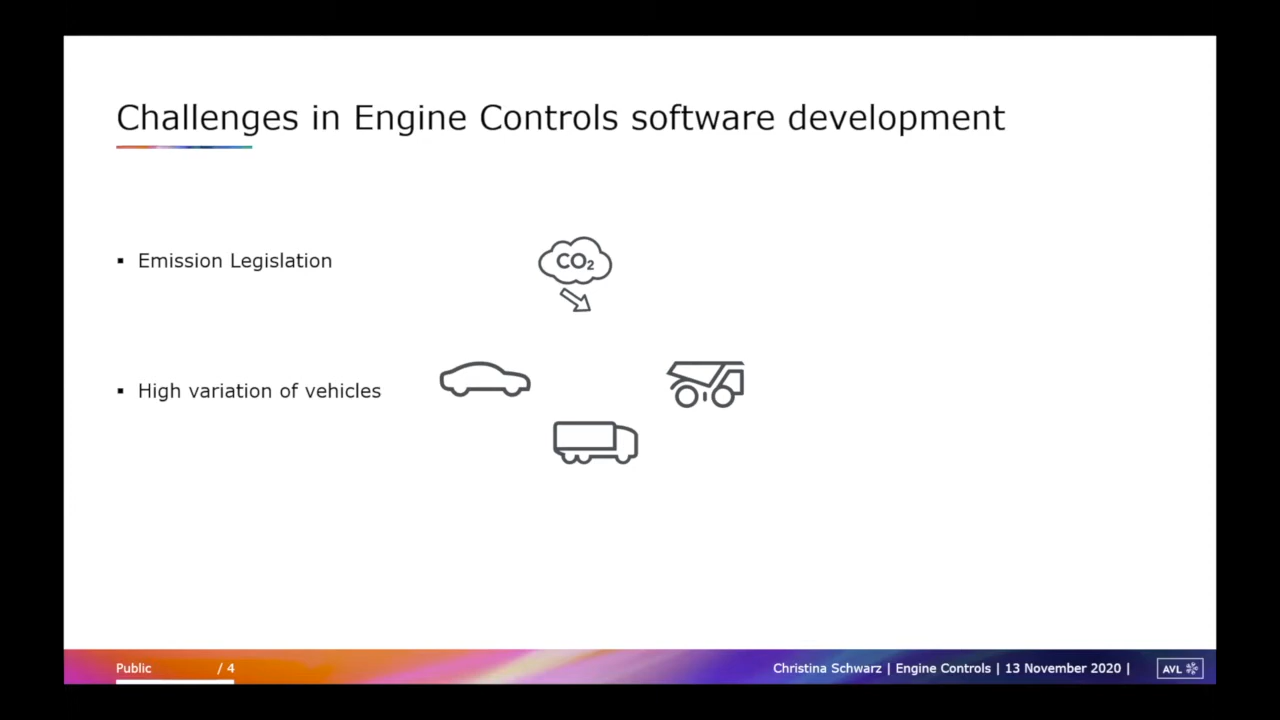 Challenges in Engine Controls software development
▪ Emission Legislation
CO₂
▪ High variation of vehicles
Public / 4
Christina Schwarz | Engine Controls | 13 November 2020 |
AVL